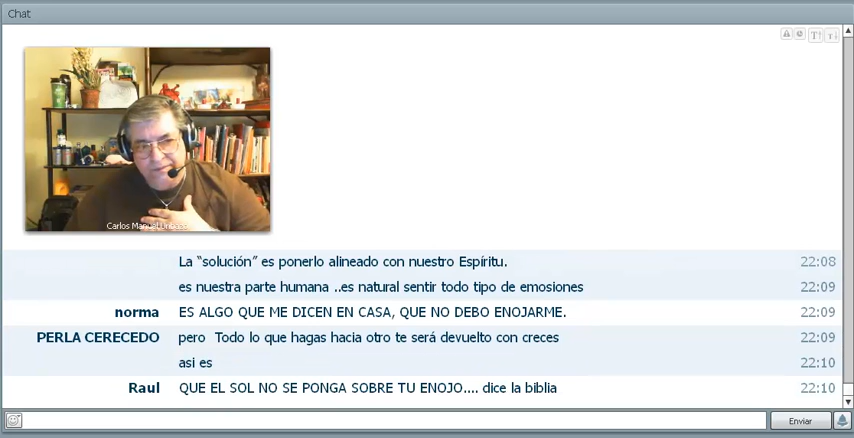 Chat
Carlos Manuel
La “solución” es ponerlo alineado con nuestro Espíritu. 22:08
es nuestra parte humana ..es natural sentir todo tipo de emosiones 22:09
norma ES ALGO QUE ME DICEN EN CASA, QUE NO DEBO ENOJARME. 22:09
PERLA CERECEDO pero Todo lo que hagas hacia otro te será devuelto con creces 22:09
asi es 22:10
Raul QUE EL SOL NO SE PONGA SOBRE TU ENOJO.... dice la biblia 22:10
Enviar